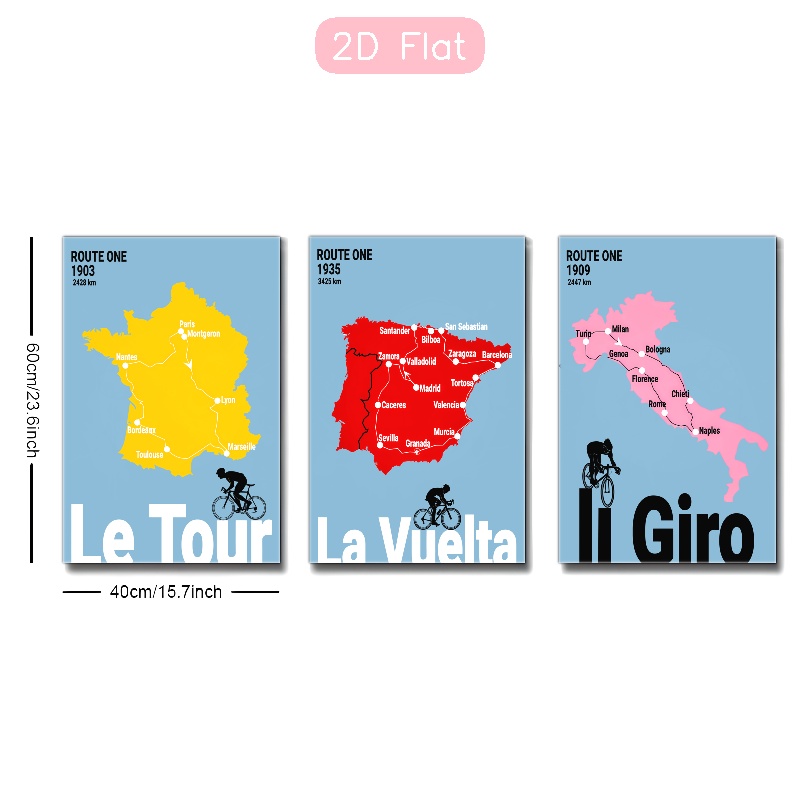 2D Flat
60cm/23.6inch
40cm/15.7inch
ROUTE ONE
1903
2428 km
Paris
Montgeron
Nantes
Lyon
Bordeaux
Toulouse
Marseille
Le Tour
ROUTE ONE
1935
3425 km
Santander
San Sebastian
Bilboa
Zamora
Valladolid
Zaragoza
Barcelona
Madrid
Tortosa
Caceres
Valencia
Murcia
Sevilla
Granada
La Vuelta
ROUTE ONE
1909
2447 km
Turin
Milan
Genoa
Bologna
Florence
Chieti
Rome
Naples
Il Giro